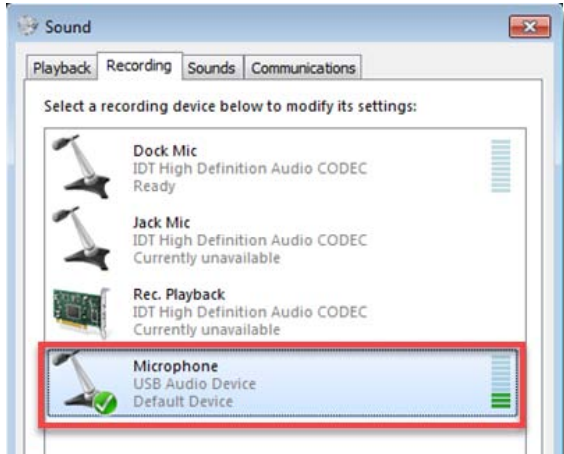 Sound
Playback Recording Sounds Communications
Select a recording device below to modify its settings:
Dock Mic
IDT High Definition Audio CODEC
Ready
Jack Mic
IDT High Definition Audio CODEC
Currently unavailable
Rec. Playback
IDT High Definition Audio CODEC
Currently unavailable
Microphone
USB Audio Device
Default Device